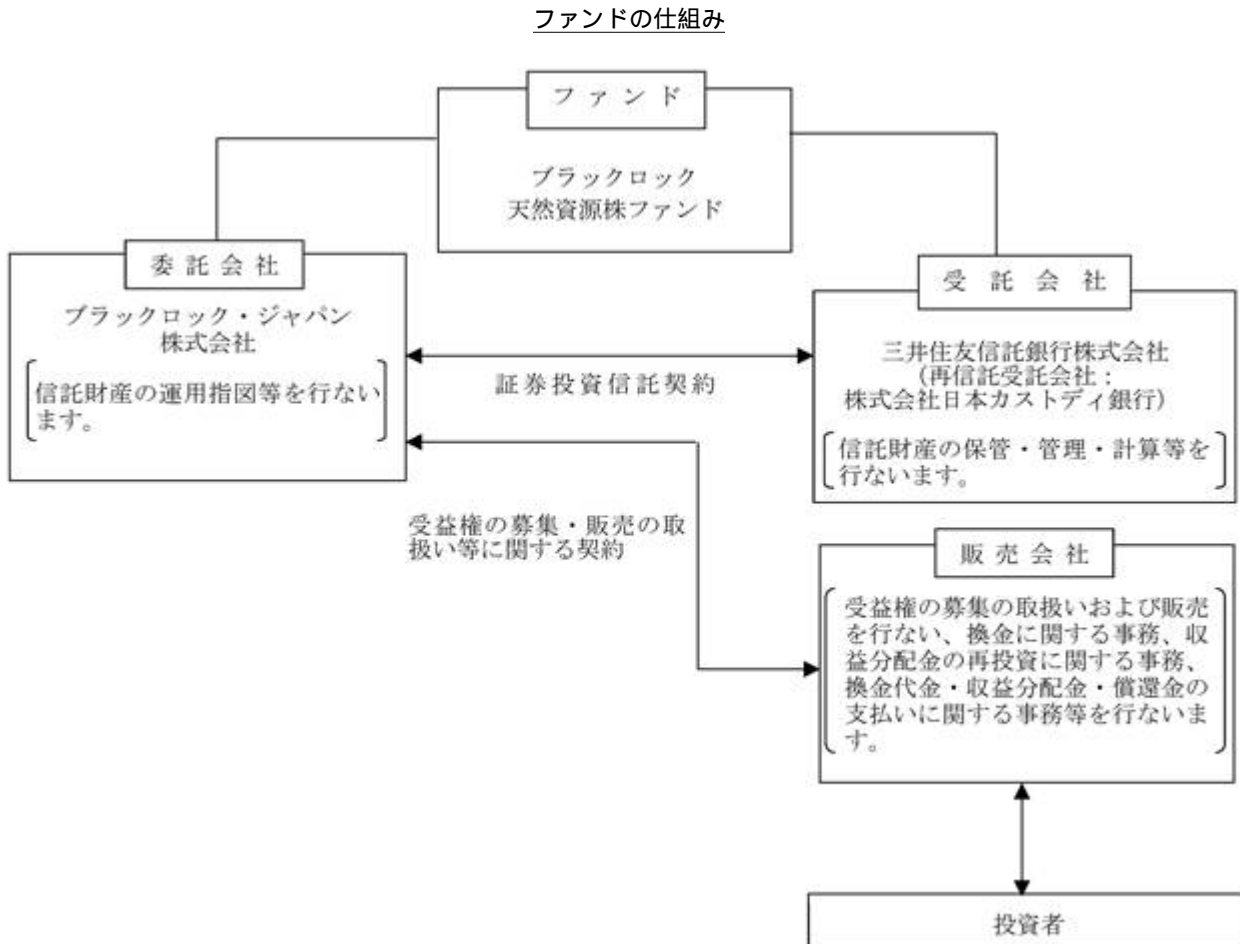 ファンドの仕組み
ファンド
ブラックロック
天然資源株ファンド
委託会社
ブラックロック・ジャパン
株式会社
信託財産の運用指図等を行ない
ます。
証券投資信託契約
受託会社
三井住友信託銀行株式会社
(再信託受託会社:
株式会社日本カストディ銀行)
信託財産の保管・管理・計算等を
行ないます。
受益権の募集・販売の取
扱い等に関する契約
販売会社
受益権の募集の取扱いおよび販売
を行ない、換金に関する事務、収
益分配金の再投資に関する事務、
換金代金・収益分配金・償還金の
支払いに関する事務等を行ないま
す。
投資者